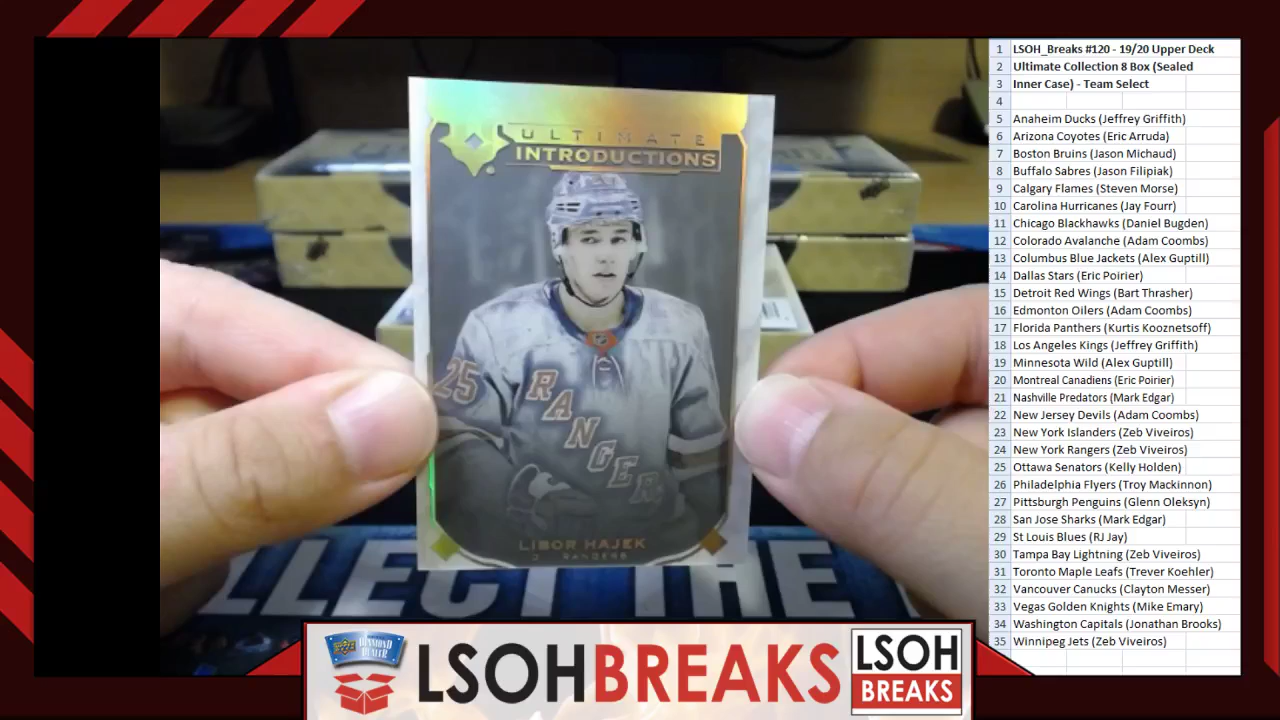 ULTIMATE
INTRODUCTIONS
25
RANGERS
LIBOR HAJEK
D RANGERS
LLECT THE
UPPER DECK
DIAMOND DEALER
LSOHBREAKS
LSOH
BREAKS
1 LSOH_Breaks #120 - 19/20 Upper Deck
2 Ultimate Collection 8 Box (Sealed
3 Inner Case) - Team Select
4
5 Anaheim Ducks (Jeffrey Griffith)
6 Arizona Coyotes (Eric Arruda)
7 Boston Bruins (Jason Michaud)
8 Buffalo Sabres (Jason Filipiak)
9 Calgary Flames (Steven Morse)
10 Carolina Hurricanes (Jay Fourr)
11 Chicago Blackhawks (Daniel Bugden)
12 Colorado Avalanche (Adam Coombs)
13 Columbus Blue Jackets (Alex Guptill)
14 Dallas Stars (Eric Poirier)
15 Detroit Red Wings (Bart Thrasher)
16 Edmonton Oilers (Adam Coombs)
17 Florida Panthers (Kurtis Kooznetsoff)
18 Los Angeles Kings (Jeffrey Griffith)
19 Minnesota Wild (Alex Guptill)
20 Montreal Canadiens (Eric Poirier)
21 Nashville Predators (Mark Edgar)
22 New Jersey Devils (Adam Coombs)
23 New York Islanders (Zeb Viveiros)
24 New York Rangers (Zeb Viveiros)
25 Ottawa Senators (Kelly Holden)
26 Philadelphia Flyers (Troy Mackinnon)
27 Pittsburgh Penguins (Glenn Oleksyn)
28 San Jose Sharks (Mark Edgar)
29 St Louis Blues (RJ Jay)
30 Tampa Bay Lightning (Zeb Viveiros)
31 Toronto Maple Leafs (Trevor Koehler)
32 Vancouver Canucks (Clayton Messer)
33 Vegas Golden Knights (Mike Emary)
34 Washington Capitals (Jonathan Brooks)
35 Winnipeg Jets (Zeb Viveiros)